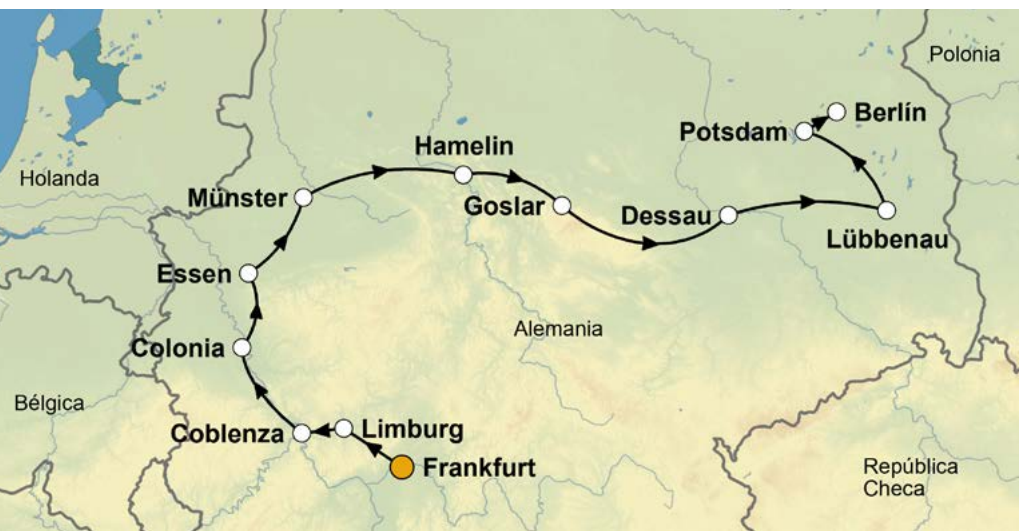 Polonia
Berlín
Potsdam
Hamelin
Holanda
Münster
Goslar
Dessau
Lübbenau
Essen
Alemania
Colonia
Bélgica
Coblenza
Limburg
Frankfurt
República
Checa